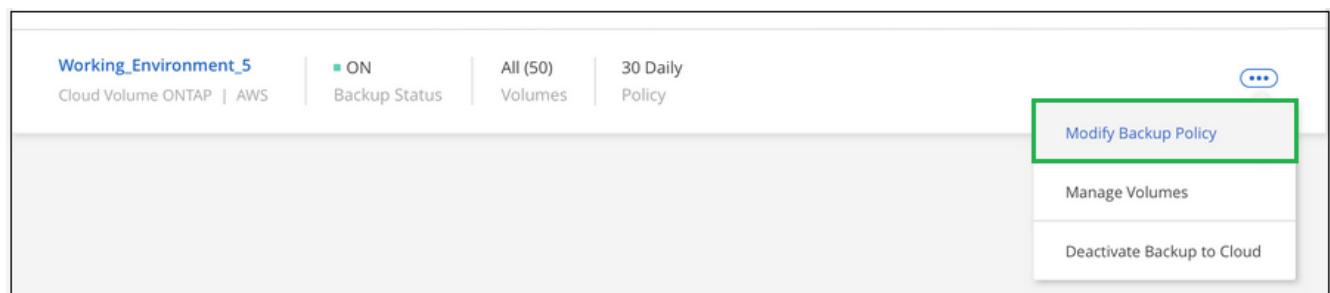 Working_Environment_5
Cloud Volume ONTAP | AWS
ON
Backup Status
All (50)
Volumes
30 Daily
Policy
Modify Backup Policy
Manage Volumes
Deactivate Backup to Cloud